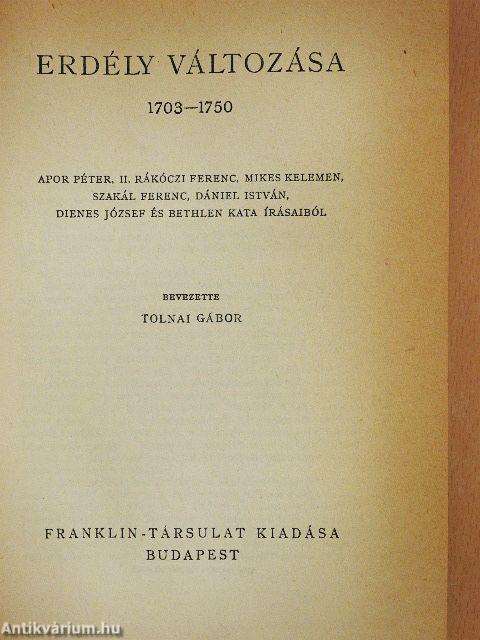 ERDÉLY VÁLTOZÁSA
1703—1750
APOR PÉTER, II. RÁKÓCZI FERENC, MIKES KELEMEN,
SZAKÁL FERENC, DÁNIEL ISTVÁN,
DIENES JÓZSEF ÉS BETHLEN KATA ÍRÁSAIBÓL
BEVEZETTE
TOLNAI GÁBOR
FRANKLIN-TÁRSULAT KIADÁSA
BUDAPEST
Antikvárium.hu